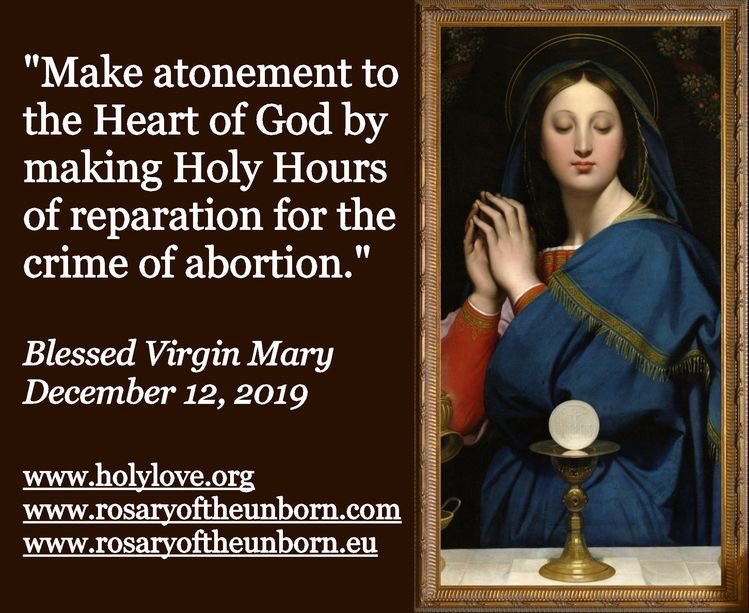 "Make atonement to
the Heart of God by
making Holy Hours
of reparation for the
crime of abortion."
Blessed Virgin Mary
December 12, 2019
www.holylove.org
www.rosaryoftheunborn.com
www.rosaryoftheunborn.eu